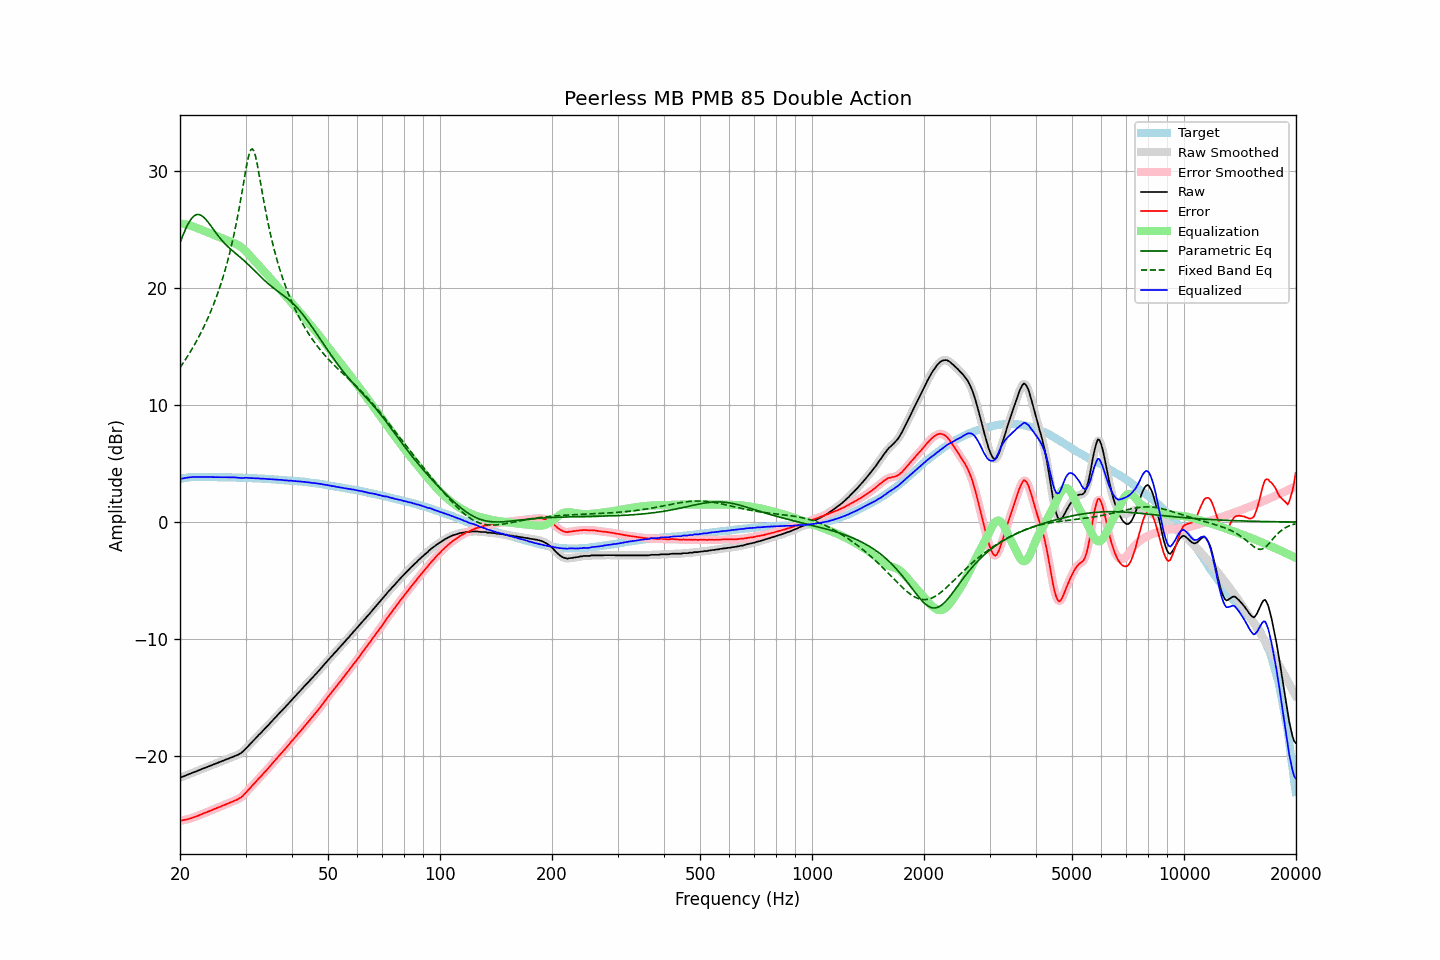 Peerless MB PMB 85 Double Action
Target
Raw Smoothed
Error Smoothed
Raw
Error
Equalization
Parametric Eq
Fixed Band Eq
Equalized
Amplitude (dBr)
30
20
10
0
−10
−20
20
50
100
200
500
1000
2000
5000
10000
20000
Frequency (Hz)